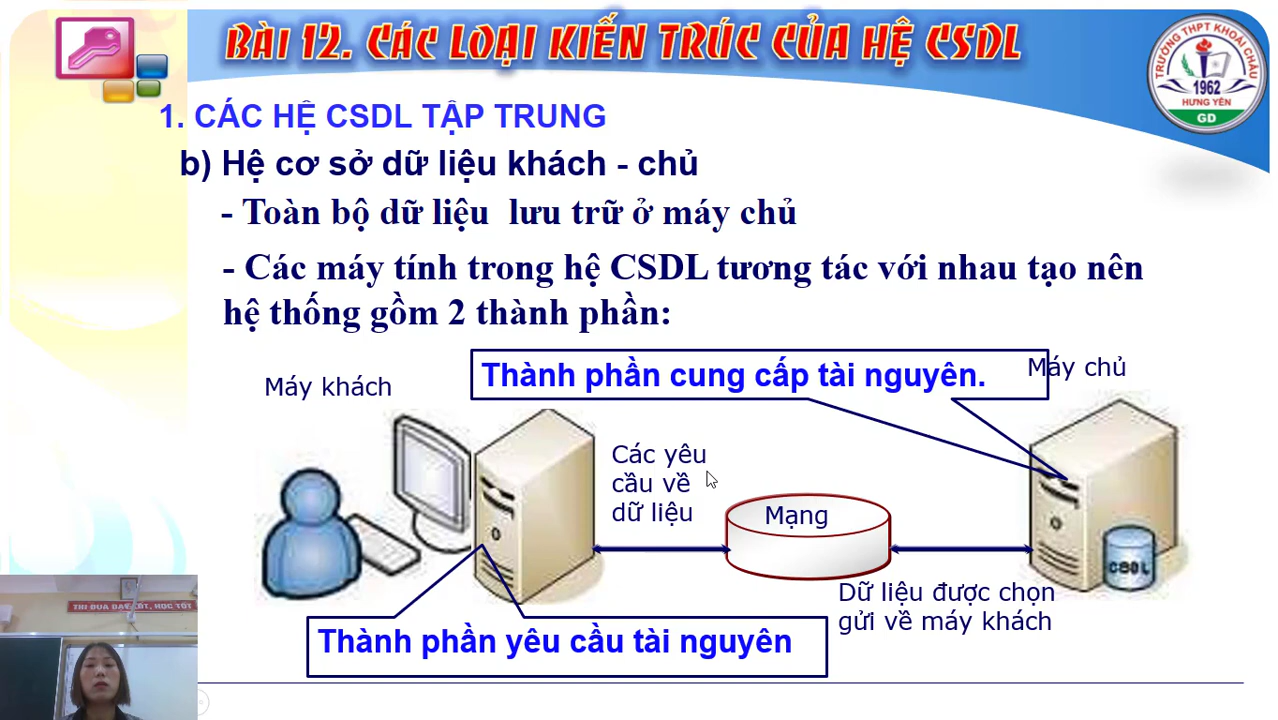 BÀI 12. CÁC LOẠI KIẾN TRÚC CỦA HỆ CSDL
TRƯỜNG THPT KHOÁI CHÂU
1962
HƯNG YÊN
GD
1. CÁC HỆ CSDL TẬP TRUNG
b) Hệ cơ sở dữ liệu khách - chủ
- Toàn bộ dữ liệu lưu trữ ở máy chủ
- Các máy tính trong hệ CSDL tương tác với nhau tạo nên
hệ thống gồm 2 thành phần:
Thành phần cung cấp tài nguyên.
Máy chủ
Máy khách
Các yêu
cầu về
dữ liệu
Mạng
CSDL
Dữ liệu được chọn
gửi về máy khách
Thành phần yêu cầu tài nguyên
THI ĐUA DẠY TỐT, HỌC TỐT